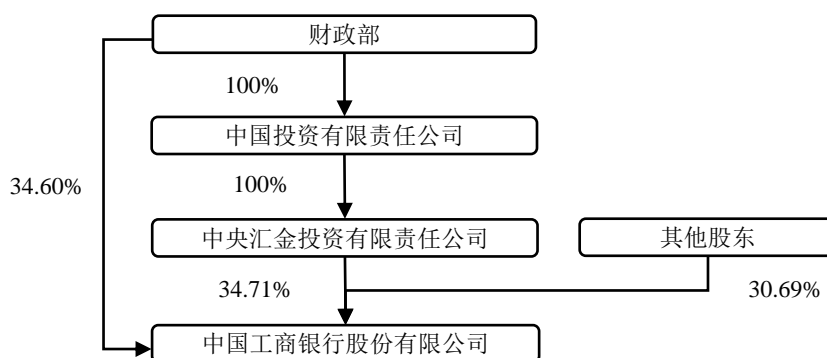 财政部
100%
中国投资有限责任公司
34.60%
100%
中央汇金投资有限责任公司
其他股东
34.71%
30.69%
中国工商银行股份有限公司